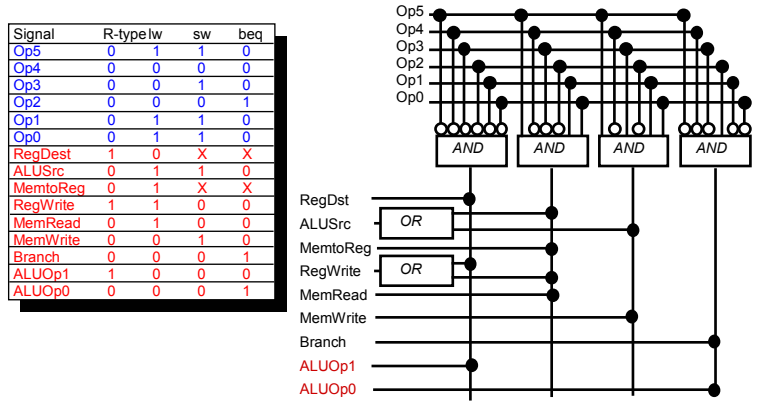 Signal R-type lw sw beq
Op5 0 1 1 0
Op4 0 0 0 0
Op3 0 0 1 0
Op2 0 0 0 1
Op1 0 1 1 0
Op0 0 1 1 0
RegDest 1 0 X X
ALUSrc 0 1 1 0
MemtoReg 0 1 X X
RegWrite 1 1 0 0
MemRead 0 1 0 0
MemWrite 0 0 1 0
Branch 0 0 0 1
ALUOp1 1 0 0 0
ALUOp0 0 0 0 1
Op5
Op4
Op3
Op2
Op1
Op0
AND AND AND AND
RegDst
ALUSrc OR
MemtoReg
RegWrite OR
MemRead
MemWrite
Branch
ALUOp1
ALUOp0